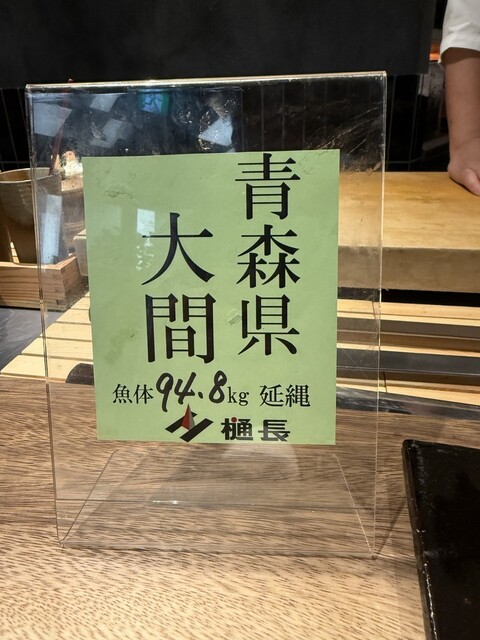 青森県
大間
魚体94.8kg 延縄
樋長